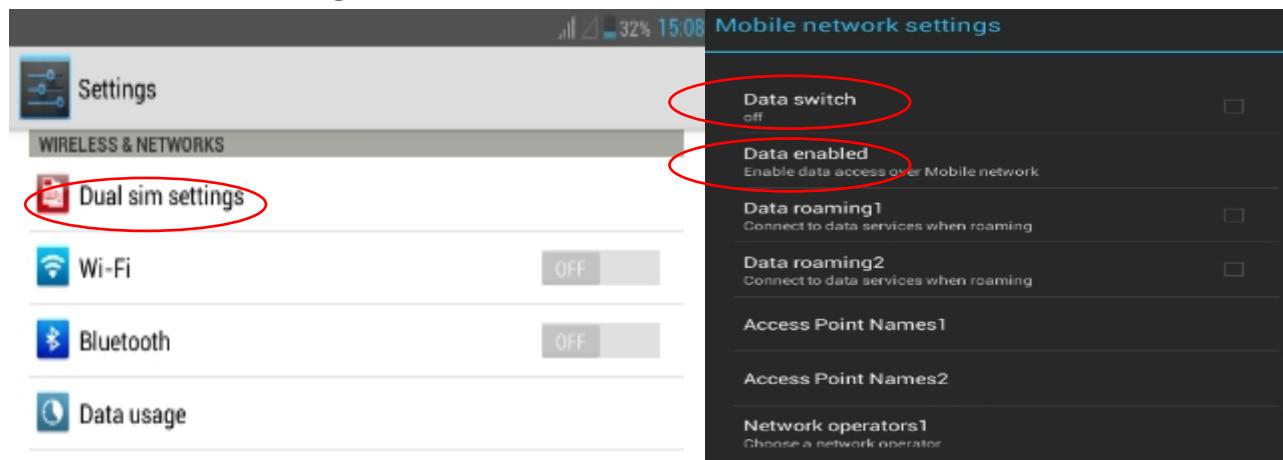 32% 15:08
Settings
WIRELESS & NETWORKS
Dual sim settings
Wi-Fi
OFF
Bluetooth
OFF
Data usage
Mobile network settings
Data switch
off
Data enabled
Enable data access over Mobile network
Data roaming1
Connect to data services when roaming
Data roaming2
Connect to data services when roaming
Access Point Names1
Access Point Names2
Network operators1
Choose a network operator